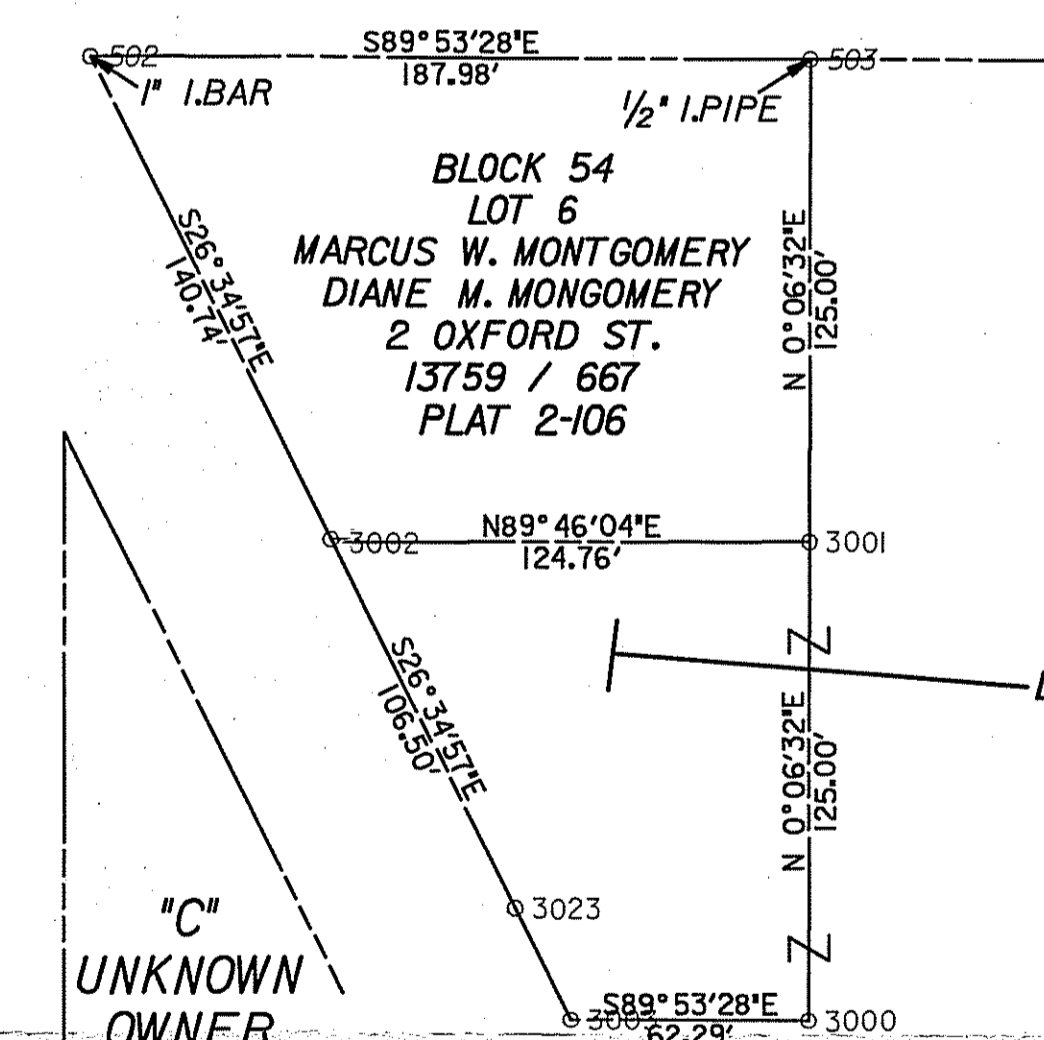 502
S89°53'28"E
187.98'
503
1" I.BAR
1/2" I.PIPE
BLOCK 54
LOT 6
MARCUS W. MONTGOMERY
DIANE M. MONGOMERY
2 OXFORD ST.
13759 / 667
PLAT 2-106
S26°34'57"E
140.74'
N 0°06'32"E
125.00'
3002
N89°46'04"E
124.76'
3001
S26°34'57"E
106.50'
Z
N 0°06'32"E
125.00'
3023
Z
"C"
UNKNOWN
OWNER
3003
S89°53'28"E
62.29'
3000